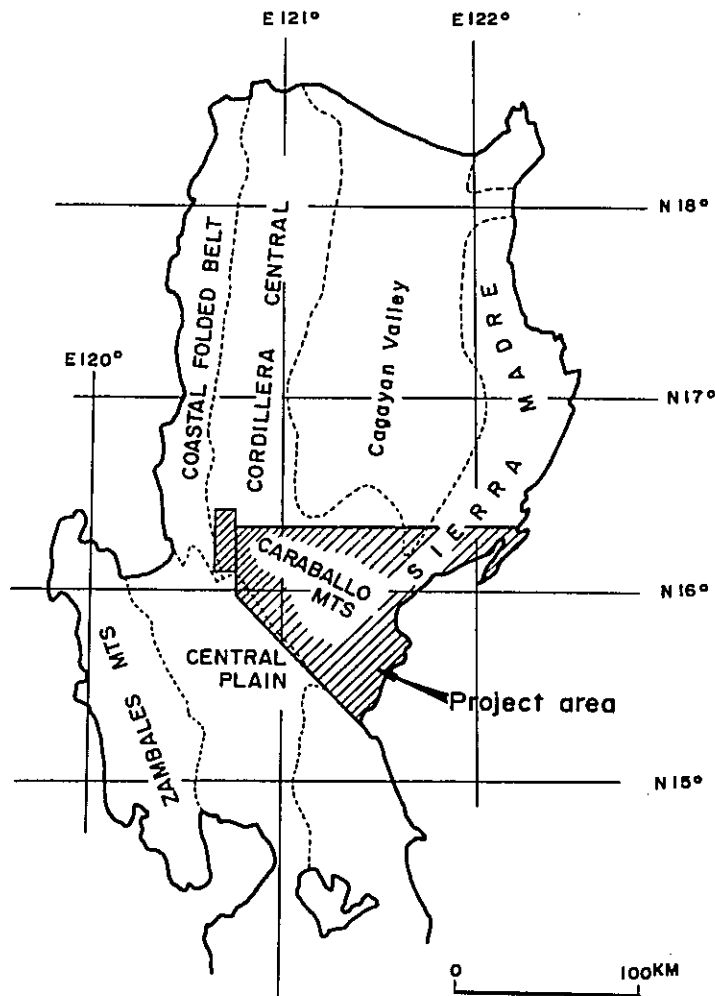 E121° E122°
N18°
COASTAL FOLDED BELT
CORDILLERA CENTRAL
Cagayan Valley
SIERRA MADRE
E120°
N17°
CARABALLO
MTS
N16°
ZAMBALES MTS
CENTRAL
PLAIN
Project area
N15°
0 100KM